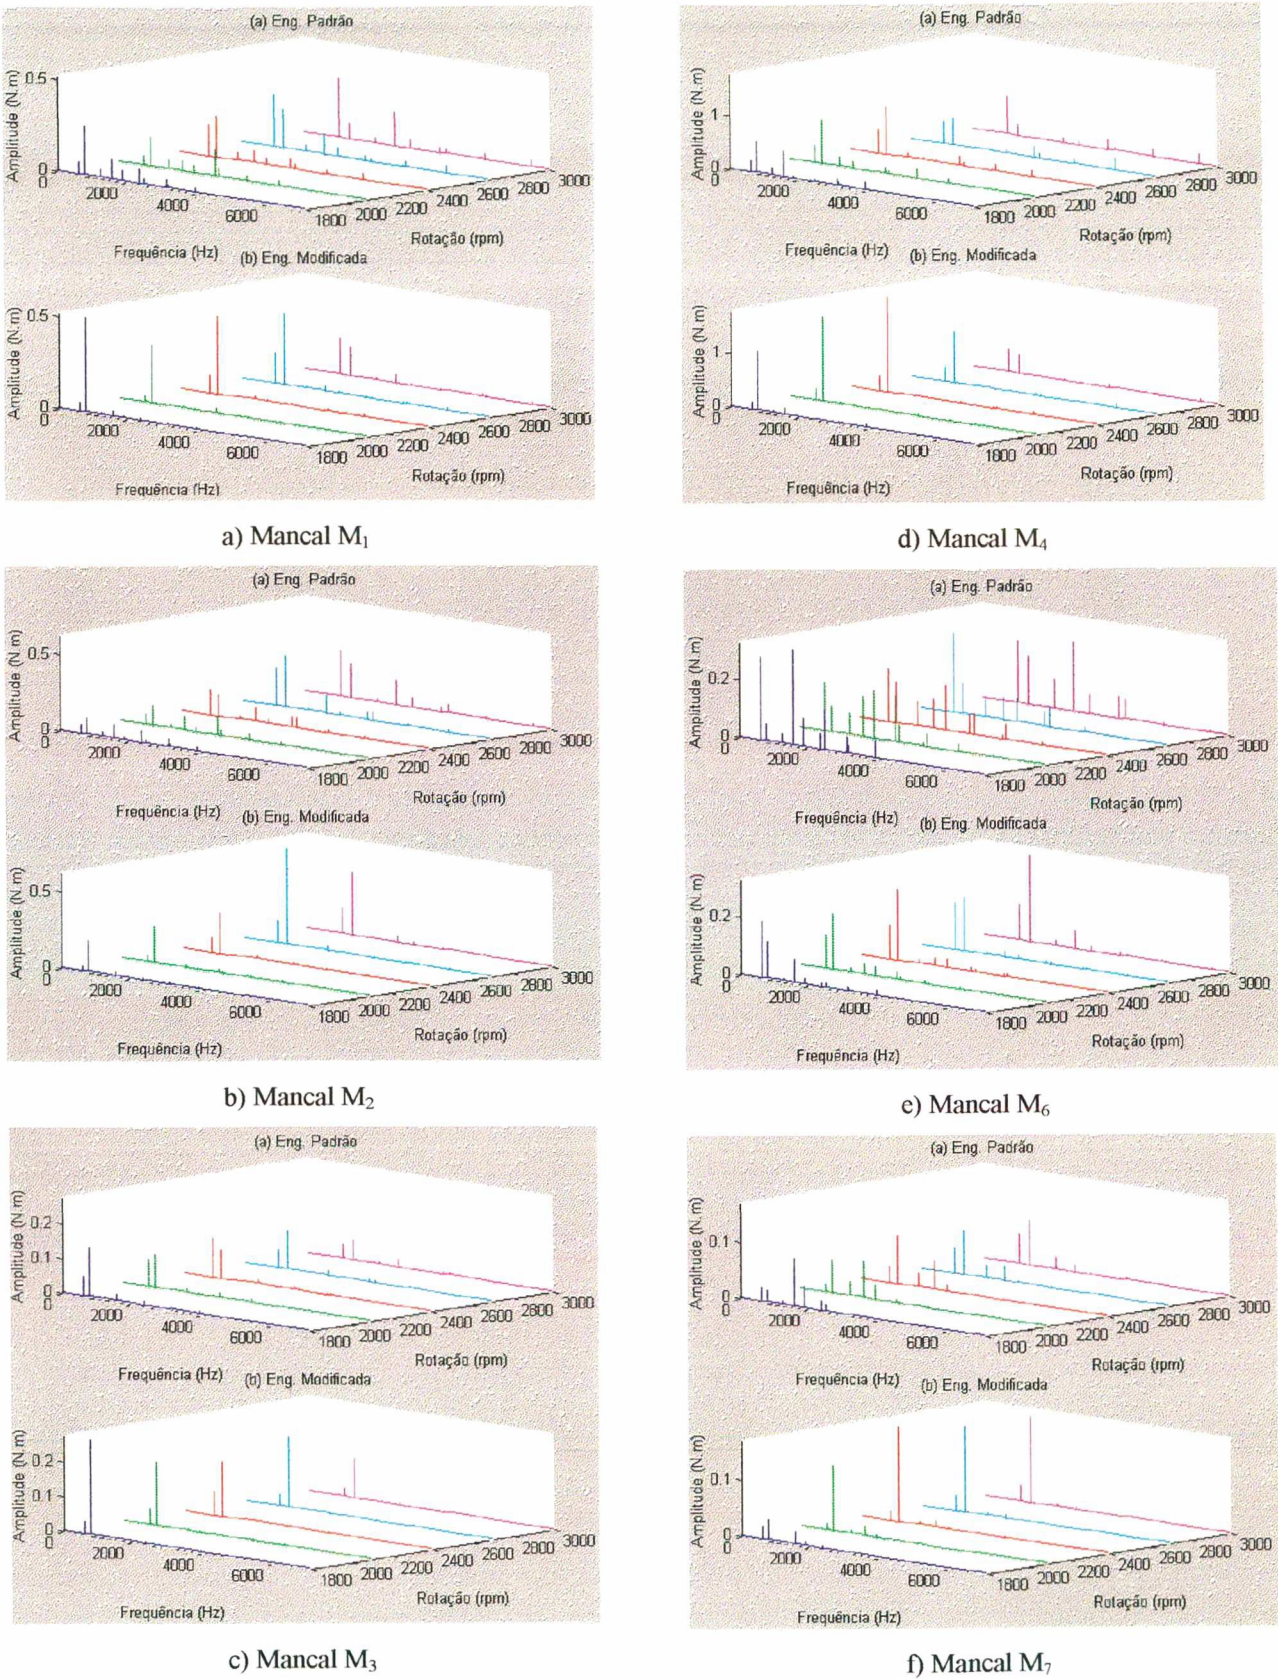 (a) Eng. Padrão
Amplitude (N.m)
0.5
0
0
2000
4000
6000
1800 2000 2200 2400 2600 2800 3000
Rotação (rpm)
Frequência (Hz)
(b) Eng. Modificada
Amplitude (N.m)
0.5
0
0
2000
4000
6000
1800 2000 2200 2400 2600 2800 3000
Rotação (rpm)
Frequência (Hz)
a) Mancal M₁
(a) Eng. Padrão
Amplitude (N.m)
0.5
0
0
2000
4000
6000
1800 2000 2200 2400 2600 2800 3000
Rotação (rpm)
Frequência (Hz)
(b) Eng. Modificada
Amplitude (N.m)
0.5
0
0
2000
4000
6000
1800 2000 2200 2400 2600 2800 3000
Rotação (rpm)
Frequência (Hz)
b) Mancal M₂
(a) Eng. Padrão
Amplitude (N.m)
0.2
0.1
0
0
2000
4000
6000
1800 2000 2200 2400 2600 2800 3000
Rotação (rpm)
Frequência (Hz)
(b) Eng. Modificada
Amplitude (N.m)
0.2
0.1
0
0
2000
4000
6000
1800 2000 2200 2400 2600 2800 3000
Rotação (rpm)
Frequência (Hz)
c) Mancal M₃
(a) Eng. Padrão
Amplitude (N.m)
1
0
0
2000
4000
6000
1800 2000 2200 2400 2600 2800 3000
Rotação (rpm)
Frequência (Hz)
(b) Eng. Modificada
Amplitude (N.m)
1
0
0
2000
4000
6000
1800 2000 2200 2400 2600 2800 3000
Rotação (rpm)
Frequência (Hz)
d) Mancal M₄
(a) Eng. Padrão
Amplitude (N.m)
0.2
0
0
2000
4000
6000
1800 2000 2200 2400 2600 2800 3000
Rotação (rpm)
Frequência (Hz)
(b) Eng. Modificada
Amplitude (N.m)
0.2
0
0
2000
4000
6000
1800 2000 2200 2400 2600 2800 3000
Rotação (rpm)
Frequência (Hz)
e) Mancal M₆
(a) Eng. Padrão
Amplitude (N.m)
0.1
0
0
2000
4000
6000
1800 2000 2200 2400 2600 2800 3000
Rotação (rpm)
Frequência (Hz)
(b) Eng. Modificada
Amplitude (N.m)
0.1
0
0
2000
4000
6000
1800 2000 2200 2400 2600 2800 3000
Rotação (rpm)
Frequência (Hz)
f) Mancal M₇